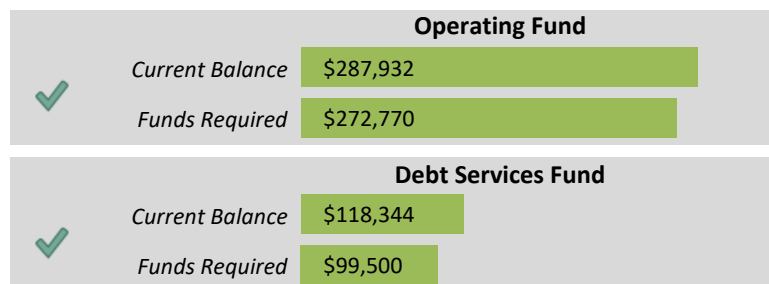 Operating Fund
Current Balance $287,932
Funds Required $272,770
Debt Services Fund
Current Balance $118,344
Funds Required $99,500